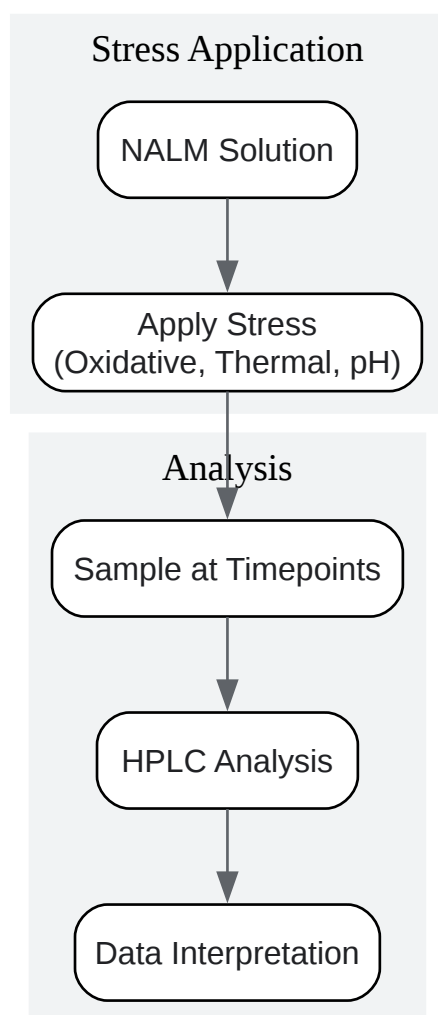 Stress Application
NALM Solution
Apply Stress
(Oxidative, Thermal, pH)
Analysis
Sample at Timepoints
HPLC Analysis
Data Interpretation